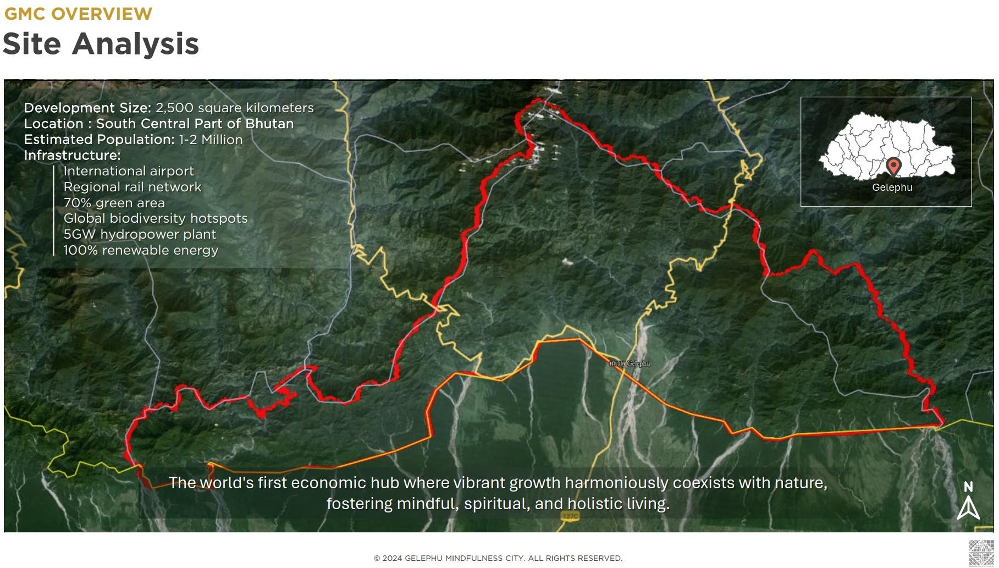 GMC OVERVIEW
Site Analysis
Development Size: 2,500 square kilometers
Location : South Central Part of Bhutan
Estimated Population: 1-2 Million
Infrastructure:
International airport
Regional rail network
70% green area
Global biodiversity hotspots
5GW hydropower plant
100% renewable energy
Gelephu
Gelephu
The world's first economic hub where vibrant growth harmoniously coexists with nature,
fostering mindful, spiritual, and holistic living.
127C
N
© 2024 GELEPHU MINDFULNESS CITY. ALL RIGHTS RESERVED.